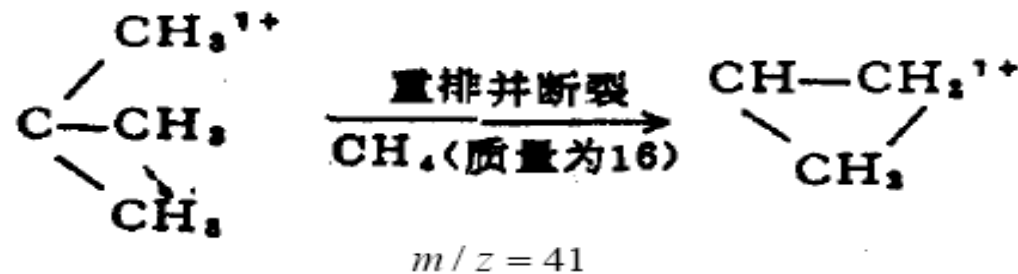 CH₃⁺
C—CH₃
CH₃
重排并断裂
CH₄(质量为16)
CH—CH₂⁺
CH₂
m / z = 41